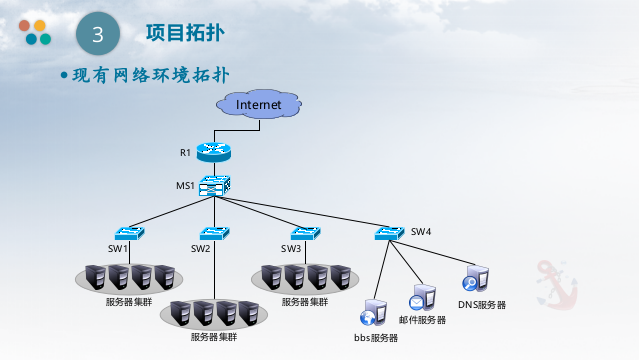 3
项目拓扑
•现有网络环境拓扑
Internet
R1
MS1
SW1
SW2
SW3
SW4
服务器集群
服务器集群
服务器集群
DNS服务器
邮件服务器
bbs服务器